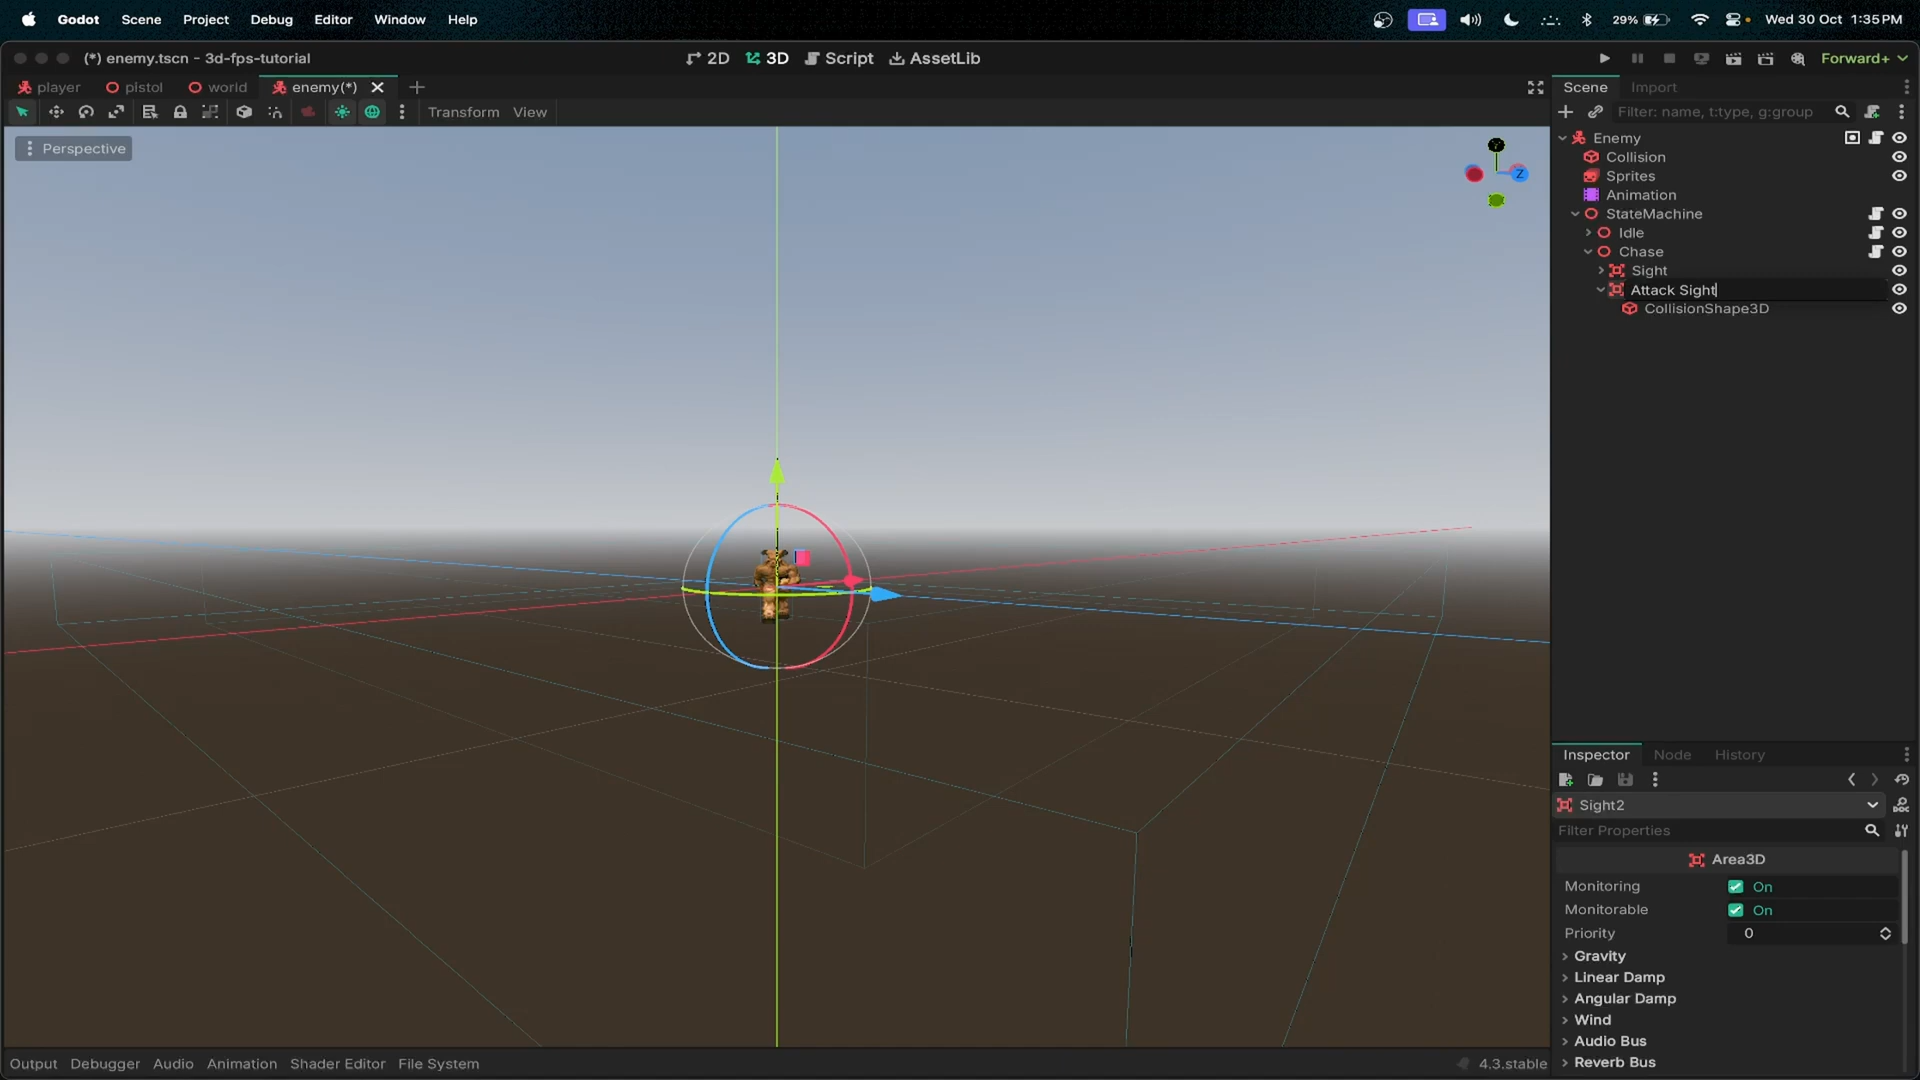 Godot Scene Project Debug Editor Window Help 29% Wed 30 Oct 1:35PM
(*) enemy.tscn - 3d-fps-tutorial 2D 3D Script AssetLib Forward+
player pistol world enemy(*) Scene Import
Transform View Filter: name, t:type, g:group
Perspective
Y
Z
Enemy
Collision
Sprites
Animation
StateMachine
Idle
Chase
Sight
Attack Sight
CollisionShape3D
Inspector Node History
Sight2
Filter Properties
Area3D
Monitoring On
Monitorable On
Priority 0
Gravity
Linear Damp
Angular Damp
Wind
Audio Bus
Reverb Bus
Output Debugger Audio Animation Shader Editor File System 4.3.stable